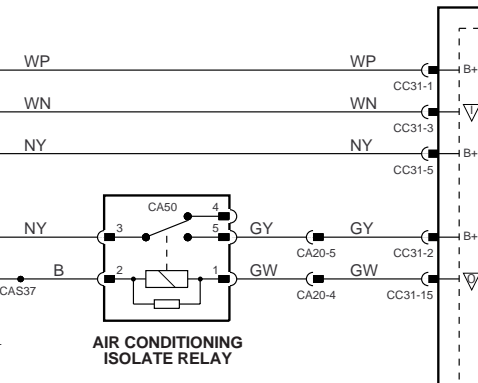 WP WP
CC31-1 B+
WN WN
CC31-3 I
NY NY
CC31-5 B+
CA50 4
NY 3 5 GY GY
CA20-5 CC31-2 B+
B 2 1 GW GW
CAS37 CA20-4 CC31-15 O
AIR CONDITIONING
ISOLATE RELAY